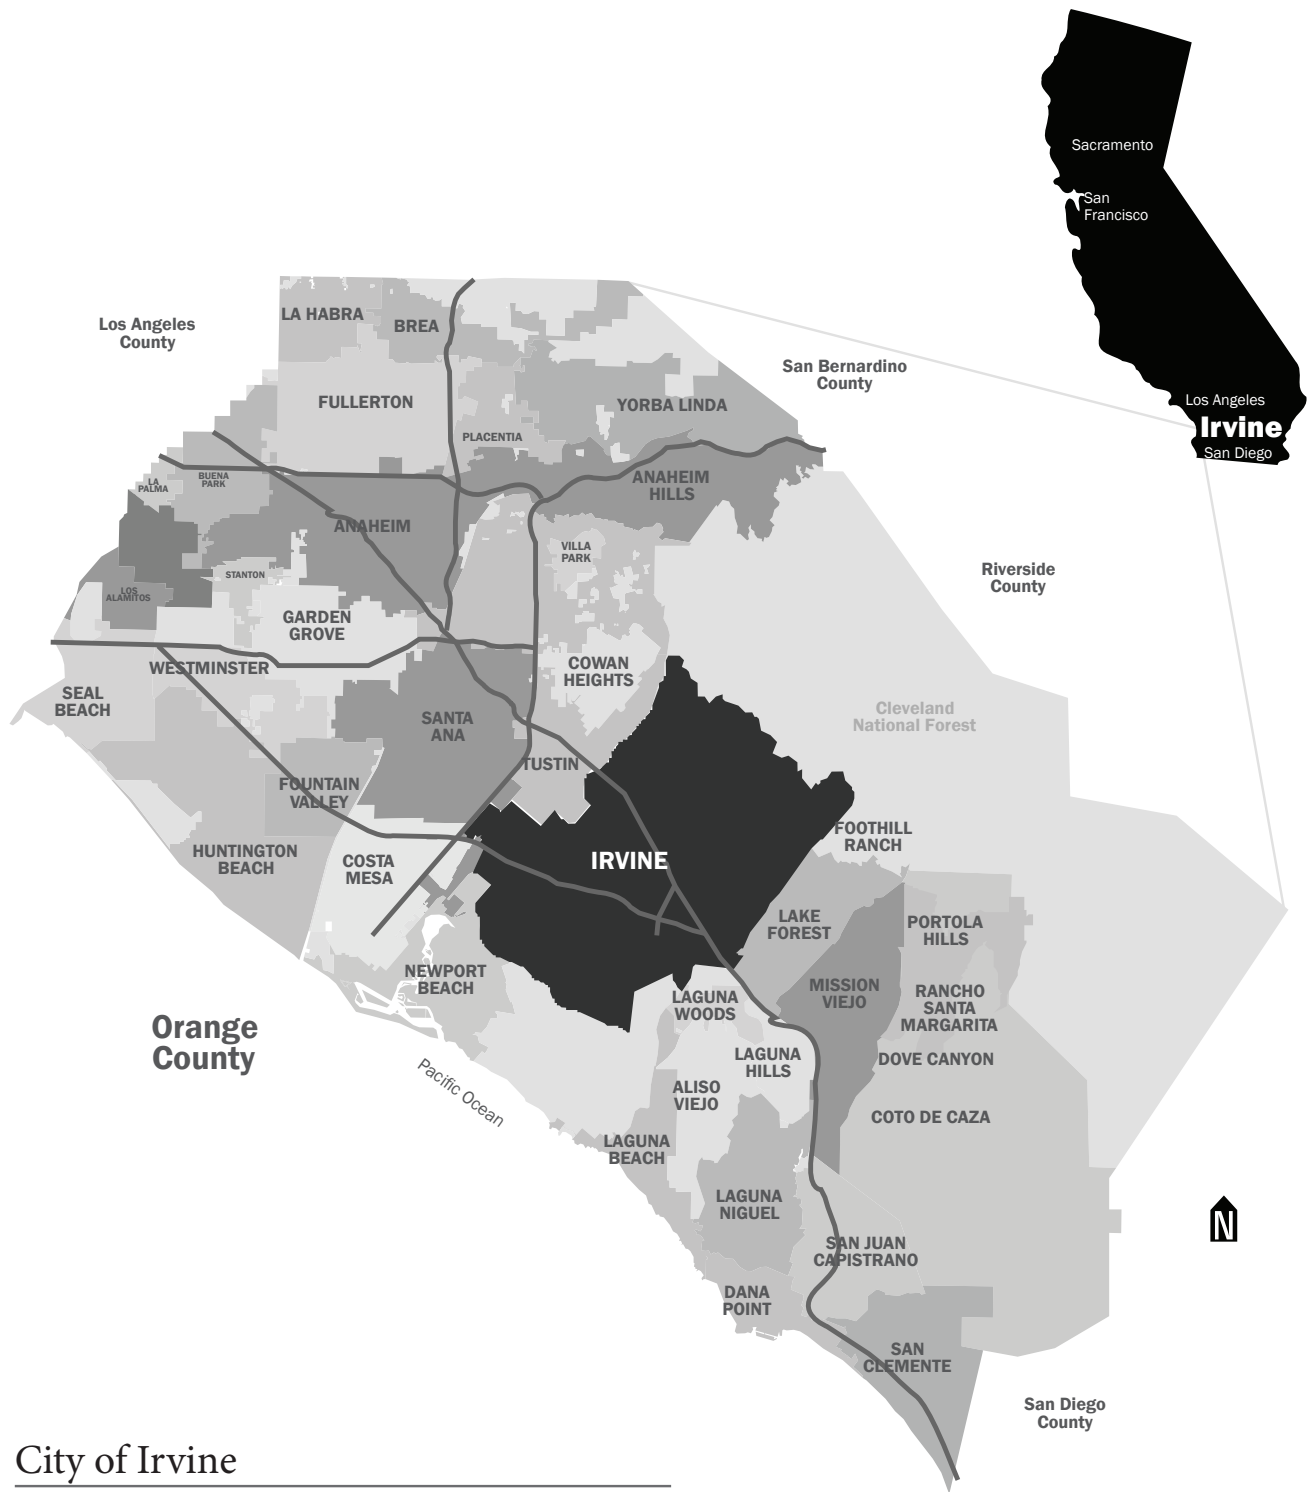 Sacramento
San
Francisco
Los Angeles
Irvine
San Diego
Los Angeles
County
LA HABRA
BREA
San Bernardino
County
FULLERTON
YORBA LINDA
PLACENTIA
ANAHEIM
HILLS
LA
PALMA
BUENA
PARK
ANAHEIM
VILLA
PARK
STANTON
LOS
ALAMITOS
Riverside
County
GARDEN
GROVE
WESTMINSTER
COWAN
HEIGHTS
SEAL
BEACH
SANTA
ANA
Cleveland
National Forest
TUSTIN
FOUNTAIN
VALLEY
FOOTHILL
RANCH
HUNTINGTON
BEACH
COSTA
MESA
IRVINE
LAKE
FOREST
PORTOLA
HILLS
NEWPORT
BEACH
MISSION
VIEJO
LAGUNA
WOODS
RANCHO
SANTA
MARGARITA
Orange
County
LAGUNA
HILLS
DOVE CANYON
Pacific Ocean
ALISO
VIEJO
COTO DE CAZA
LAGUNA
BEACH
LAGUNA
NIGUEL
N
SAN JUAN
CAPISTRANO
DANA
POINT
SAN
CLEMENTE
San Diego
County
City of Irvine